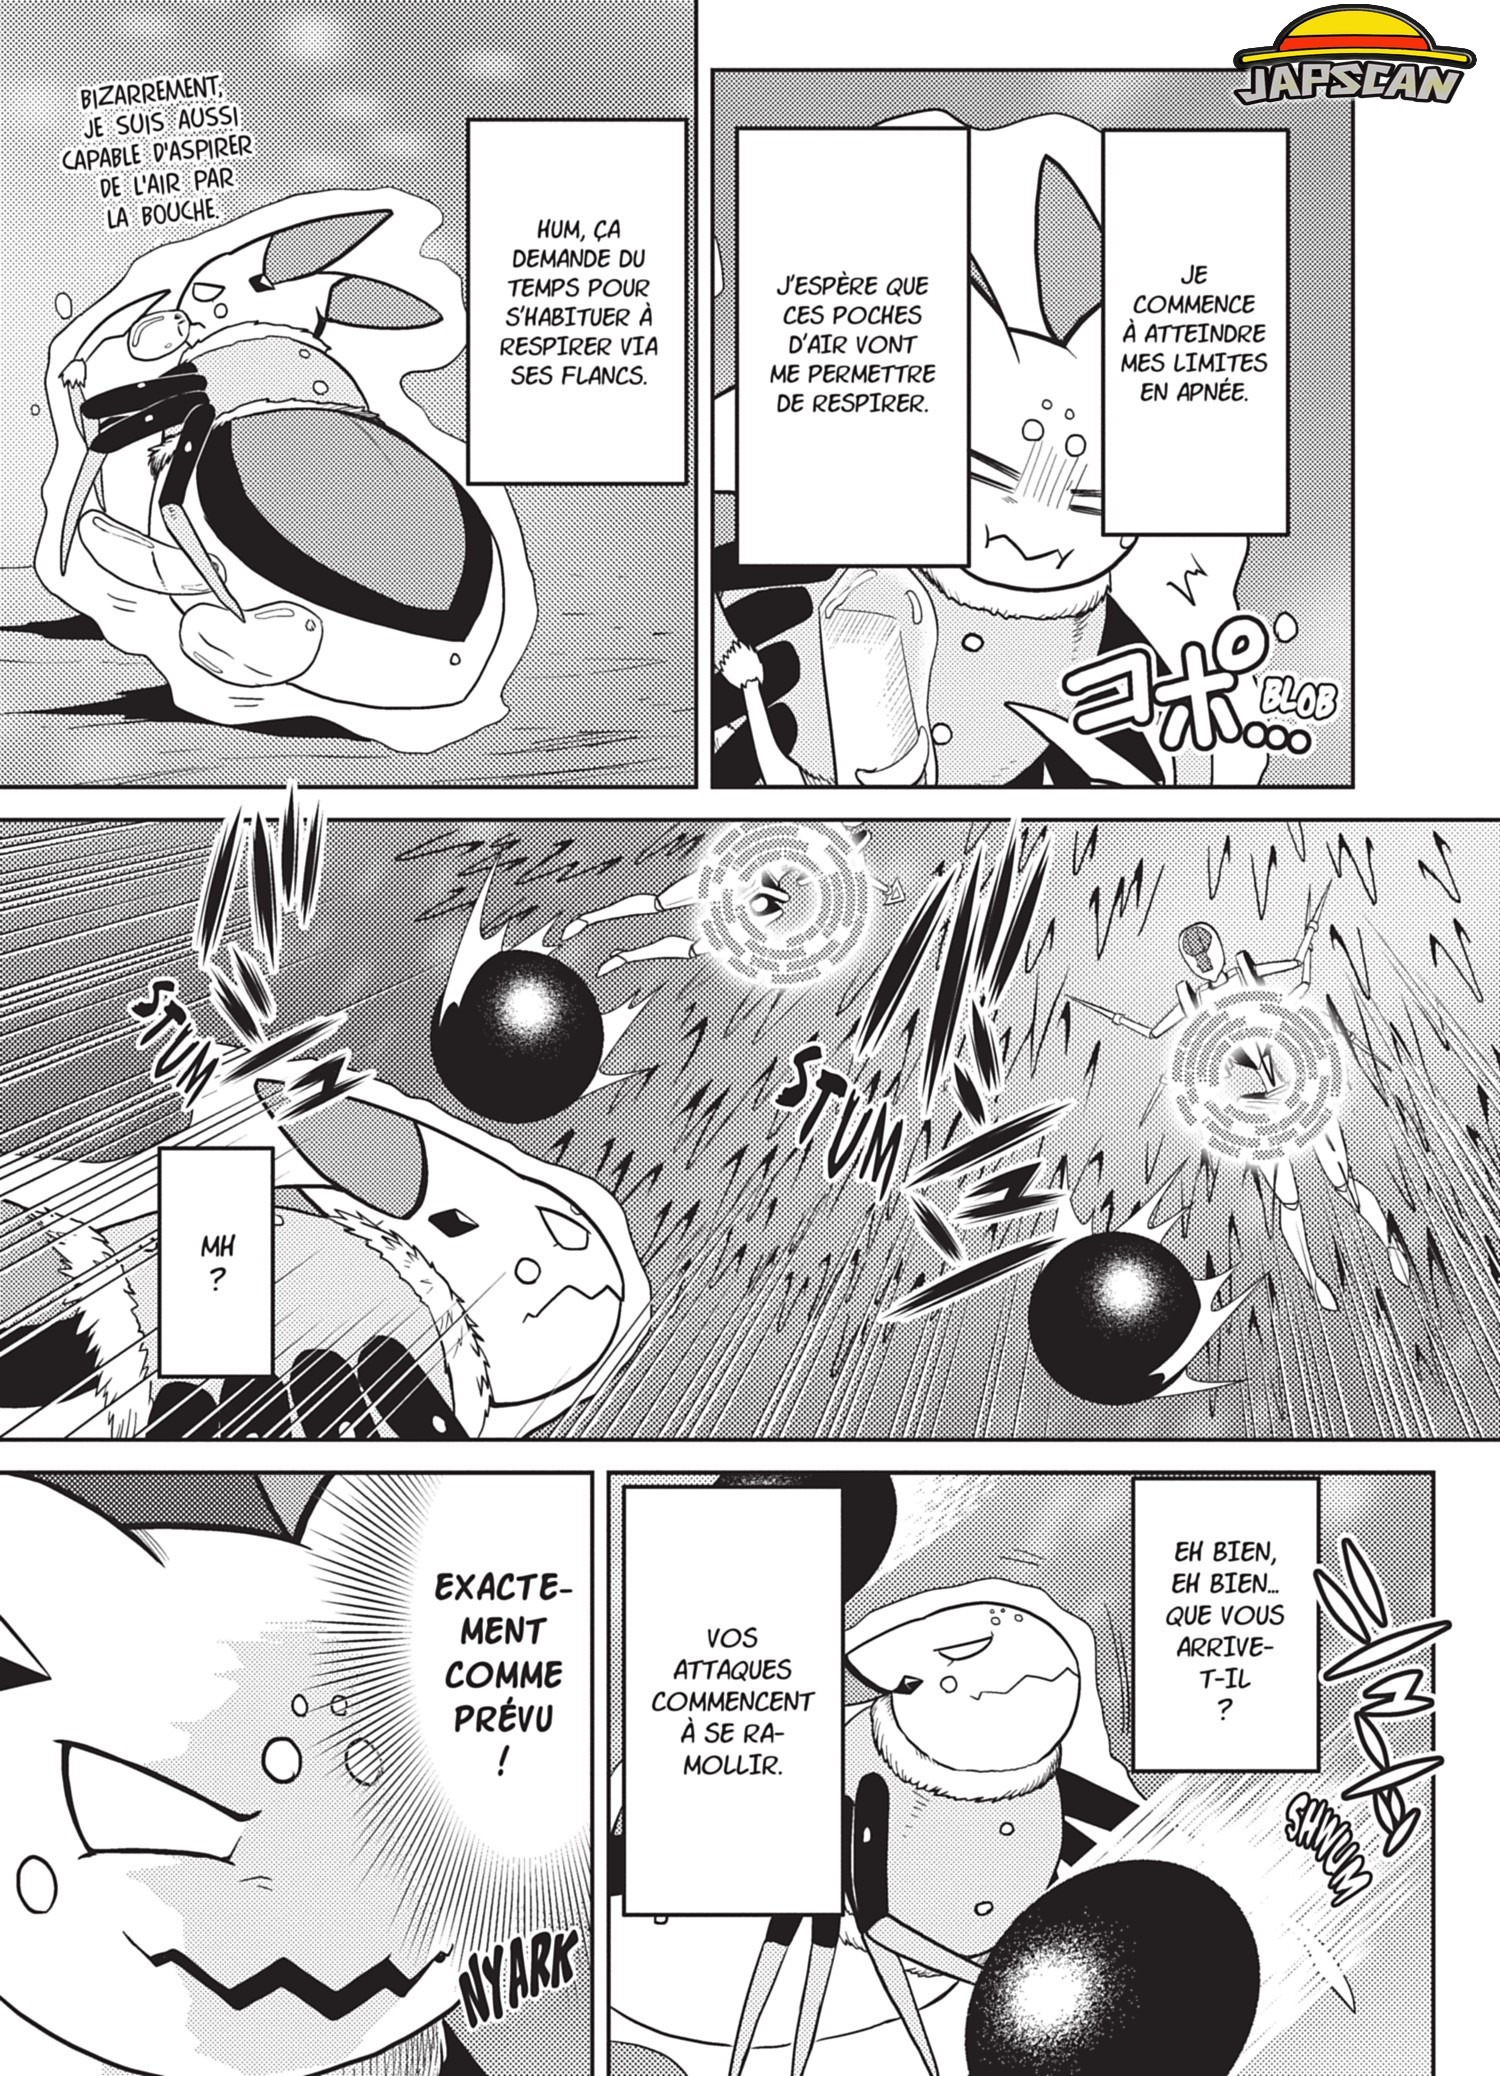 JAPSCAN
JE
COMMENCE
À ATTEINDRE
MES LIMITES
EN APNÉE.
J'ESPÈRE QUE
CES POCHES
D'AIR VONT
ME PERMETTRE
DE RESPIRER.
コポ...
BLOB
HUM, ÇA
DEMANDE DU
TEMPS POUR
S'HABITUER À
RESPIRER VIA
SES FLANCS.
BIZARREMENT,
JE SUIS AUSSI
CAPABLE D'ASPIRER
DE L'AIR PAR
LA BOUCHE.
STUM
STUM
MH
?
EH BIEN,
EH BIEN...
QUE VOUS
ARRIVE-
T-IL
?
SHWUM
VOS
ATTAQUES
COMMENCENT
À SE RA-
MOLLIR.
EXACTE-
MENT
COMME
PRÉVU
!
NYARK